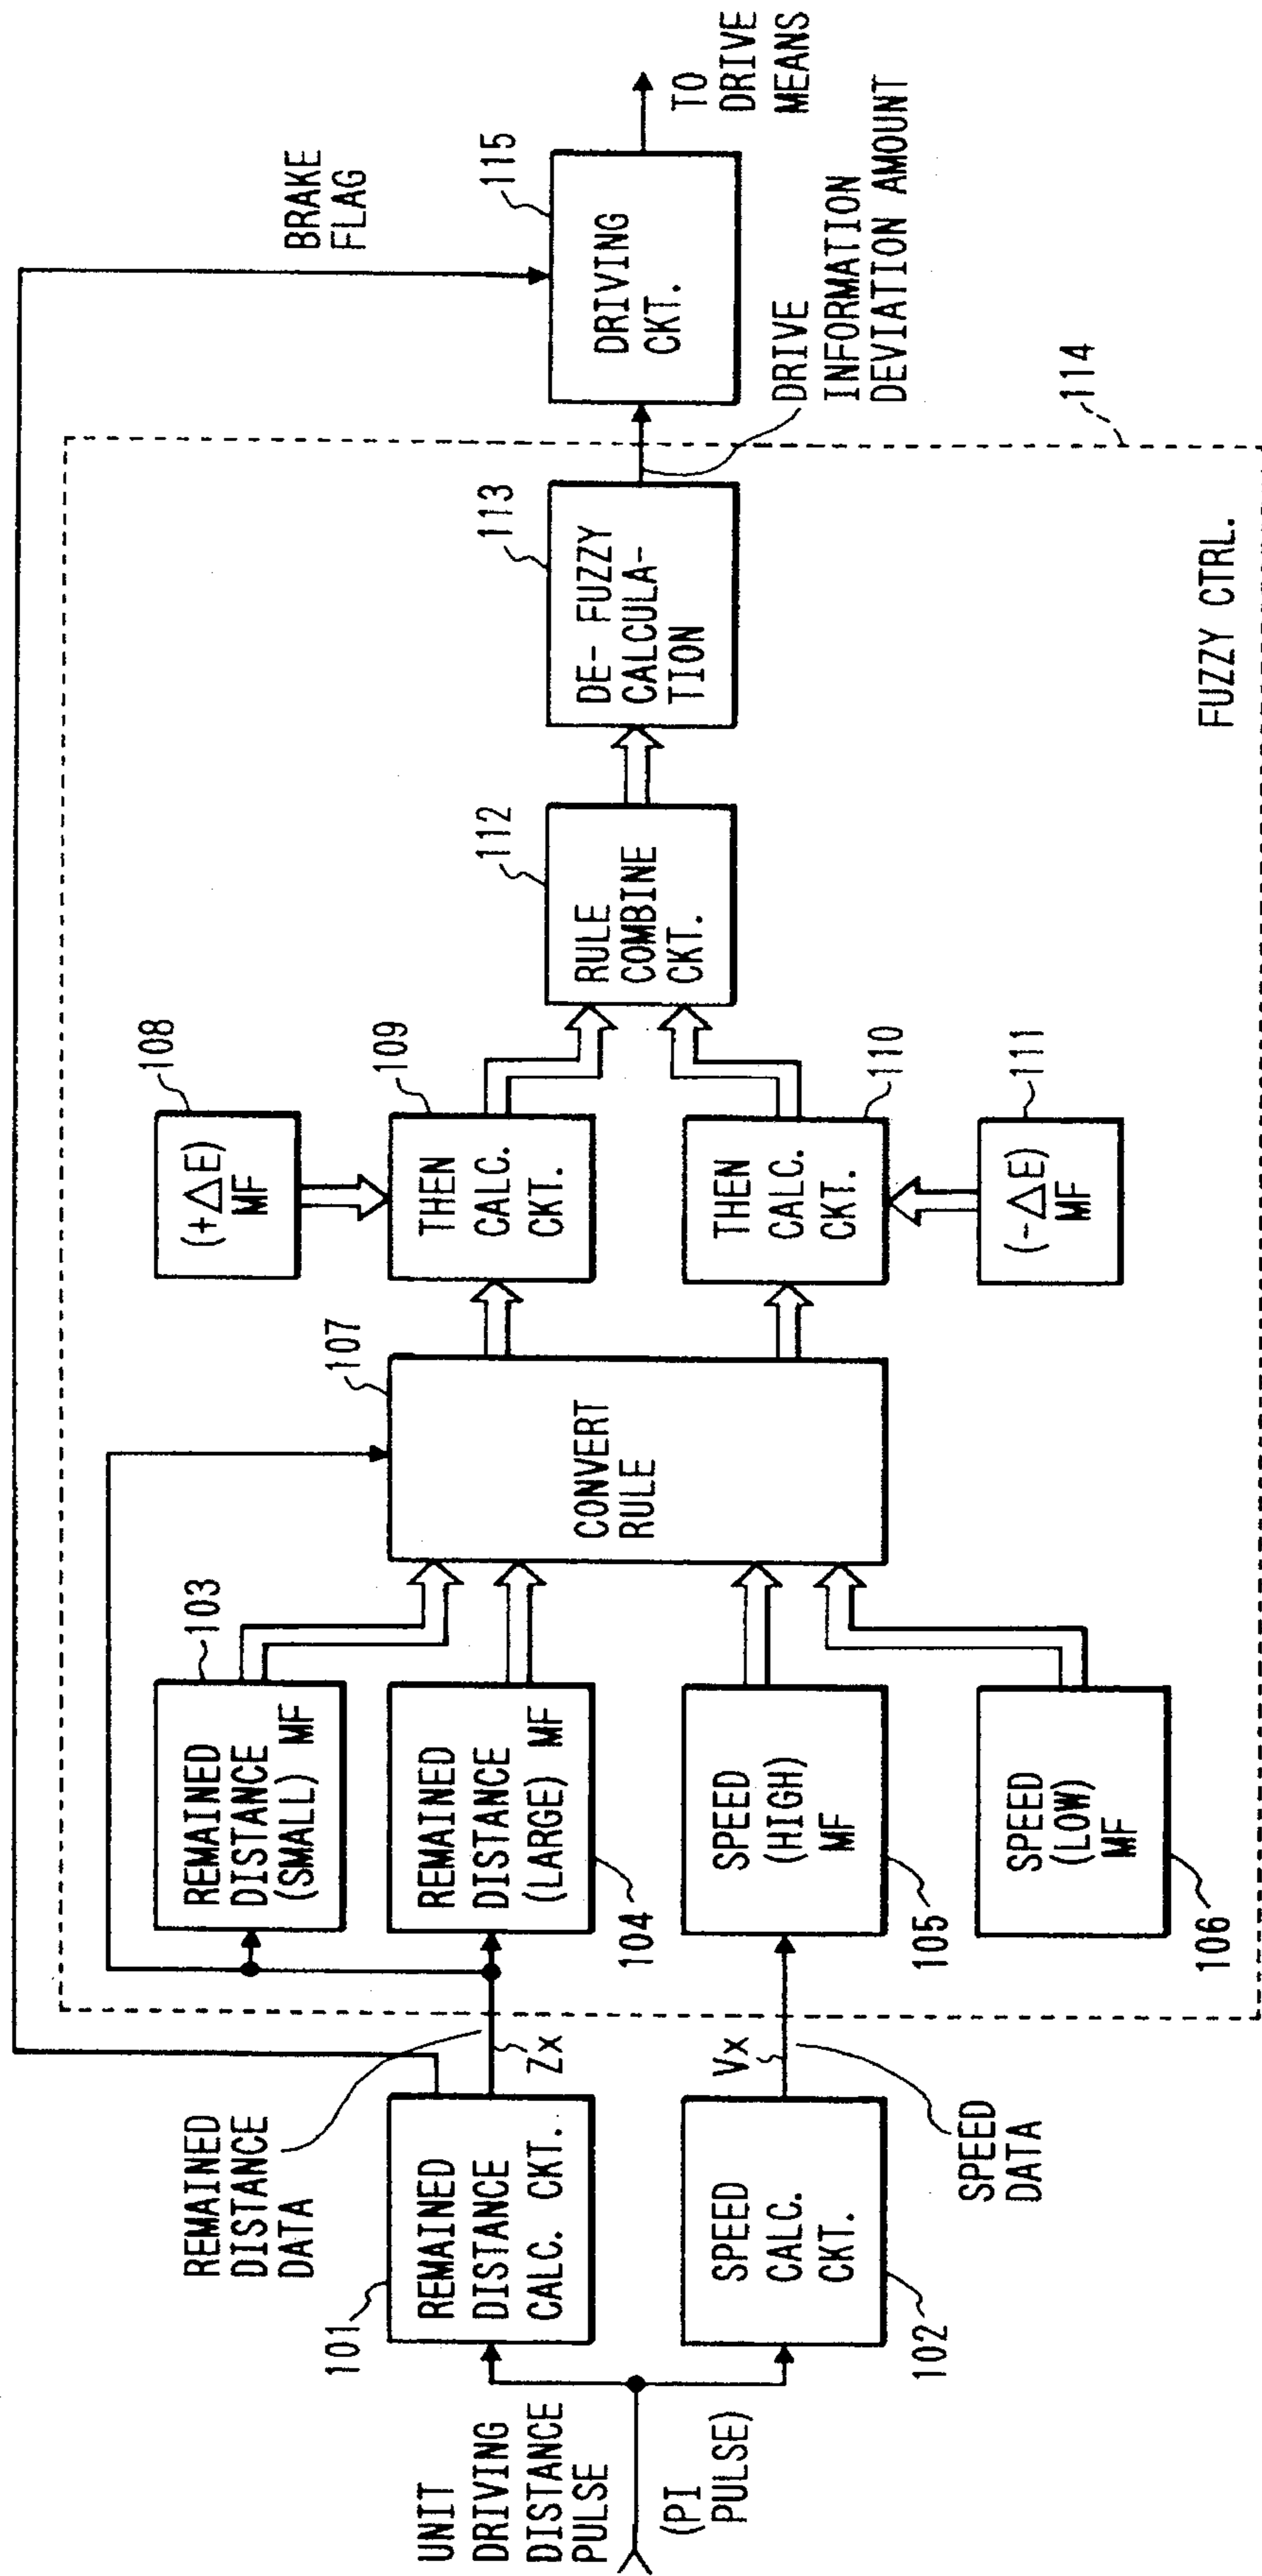 UNIT
DRIVING
DISTANCE
PULSE
(PI
PULSE)
101
REMAINED
DISTANCE
CALC. CKT.
102
SPEED
CALC.
CKT.
REMAINED
DISTANCE
DATA
Zx
Vx
SPEED
DATA
103
REMAINED
DISTANCE
(SMALL) MF
104
REMAINED
DISTANCE
(LARGE) MF
105
SPEED
(HIGH)
MF
106
SPEED
(LOW)
MF
107
CONVERT
RULE
108
(+△E)
MF
109
THEN
CALC.
CKT.
110
THEN
CALC.
CKT.
111
(-△E)
MF
112
RULE
COMBINE
CKT.
113
DE-FUZZY
CALCULA-
TION
FUZZY CTRL.
114
DRIVE
INFORMATION
DEVIATION AMOUNT
BRAKE
FLAG
115
DRIVING
CKT.
TO
DRIVE
MEANS